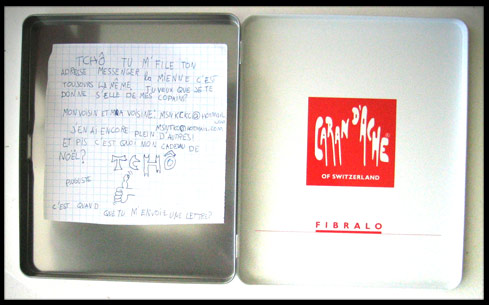 TCHÔ TU M'FILE TON
ADRESSE MESSENGER? LA MIENNE C'EST
TOUJOURS LA MÊME. TU VEUX QUE JE TE
DONNE S'ELLE DE MES COPAINS?
MON VOISIN ET MA VOISINE:
J'EN AI ENCORE PLEIN D'AUTRES!
ET PIS C'EST QUOI MON CADEAU DE
NOËL?
TCHÔ
AUGUSTE
C'EST QUAND
QUE TU M'ENVOIE UNE LETTRE?
CARAN D'ACHE
OF SWITZERLAND
FIBRALO